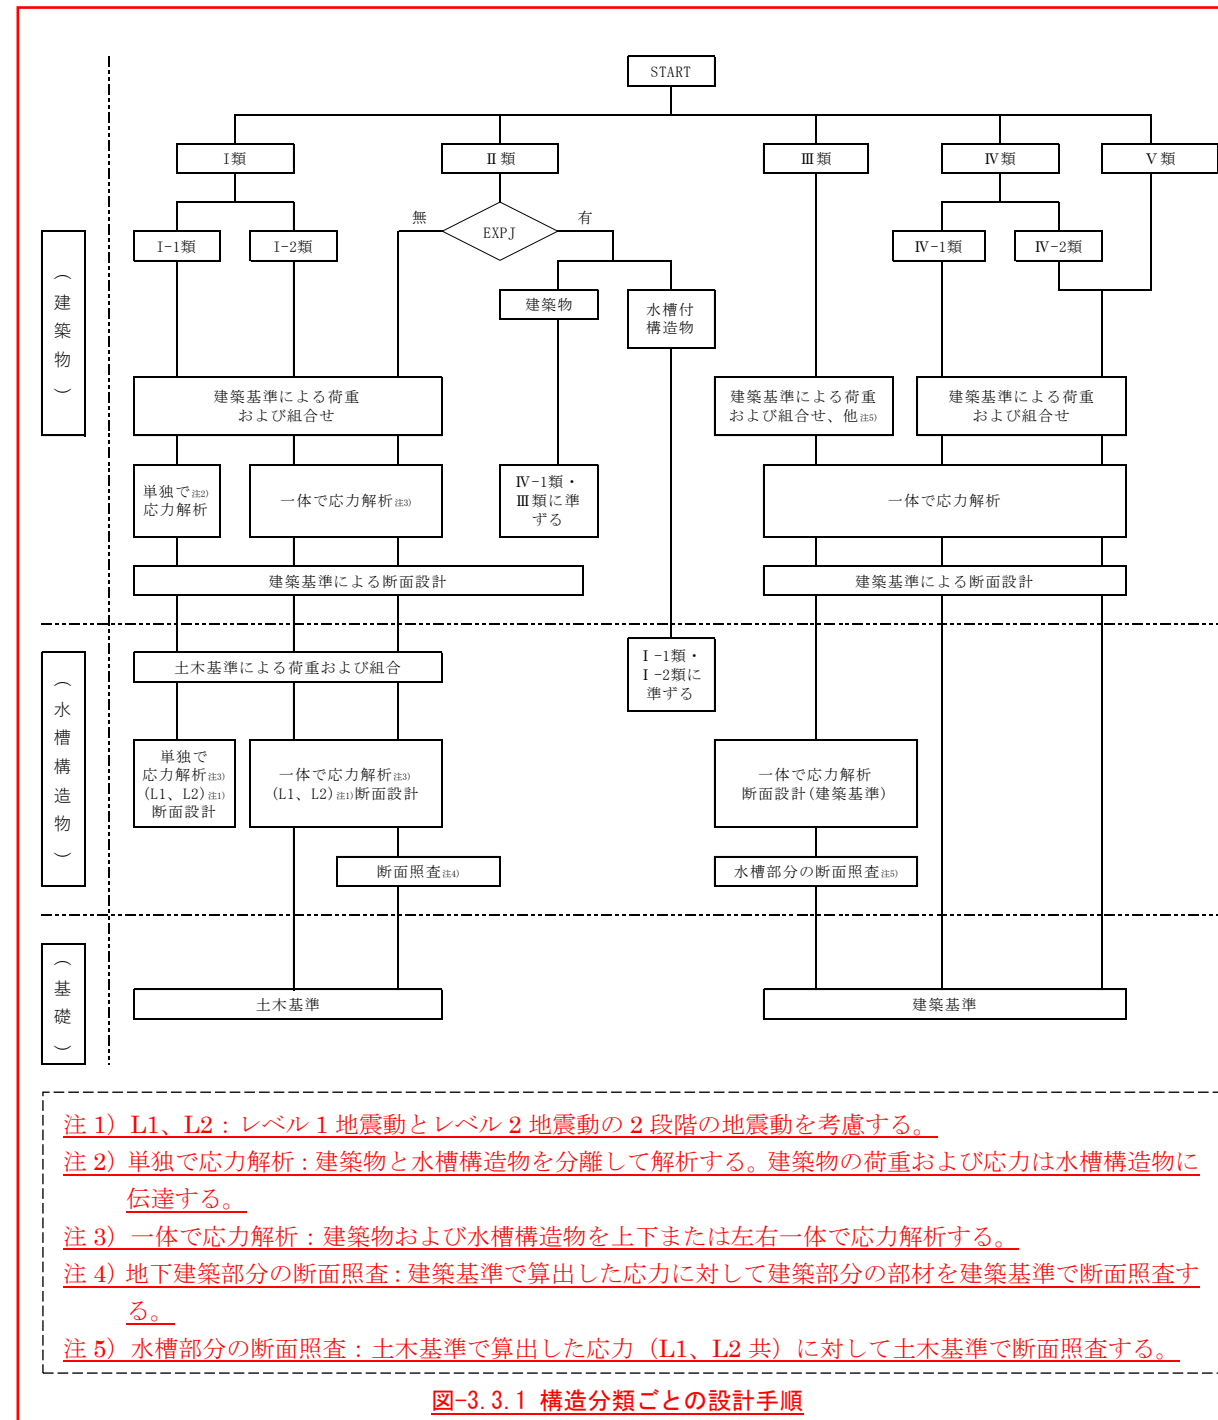 START
Ⅰ類
Ⅱ類
Ⅲ類
Ⅳ類
Ⅴ類
無
EXPJ
有
Ⅰ-1類
Ⅰ-2類
Ⅳ-1類
Ⅳ-2類
（建築物）
建築物
水槽付
構造物
建築基準による荷重
および組合せ
建築基準による荷重
および組合せ、他注5)
建築基準による荷重
および組合せ
単独で注2)
応力解析
一体で応力解析注3)
Ⅳ-1類・
Ⅲ類に準
ずる
一体で応力解析
建築基準による断面設計
建築基準による断面設計
（水槽構造物）
土木基準による荷重および組合
Ⅰ-1類・
Ⅰ-2類に
準ずる
単独で
応力解析注3)
(L1、L2)注1)
断面設計
一体で応力解析注3)
(L1、L2)注1)断面設計
一体で応力解析
断面設計(建築基準)
断面照査注4)
水槽部分の断面照査注5)
（基礎）
土木基準
建築基準
注 1）L1、L2：レベル 1 地震動とレベル 2 地震動の 2 段階の地震動を考慮する。
注 2）単独で応力解析：建築物と水槽構造物を分離して解析する。建築物の荷重および応力は水槽構造物に
伝達する。
注 3）一体で応力解析：建築物および水槽構造物を上下または左右一体で応力解析する。
注 4）地下建築部分の断面照査：建築基準で算出した応力に対して建築部分の部材を建築基準で断面照査す
る。
注 5）水槽部分の断面照査：土木基準で算出した応力（L1、L2 共）に対して土木基準で断面照査する。
図-3.3.1 構造分類ごとの設計手順